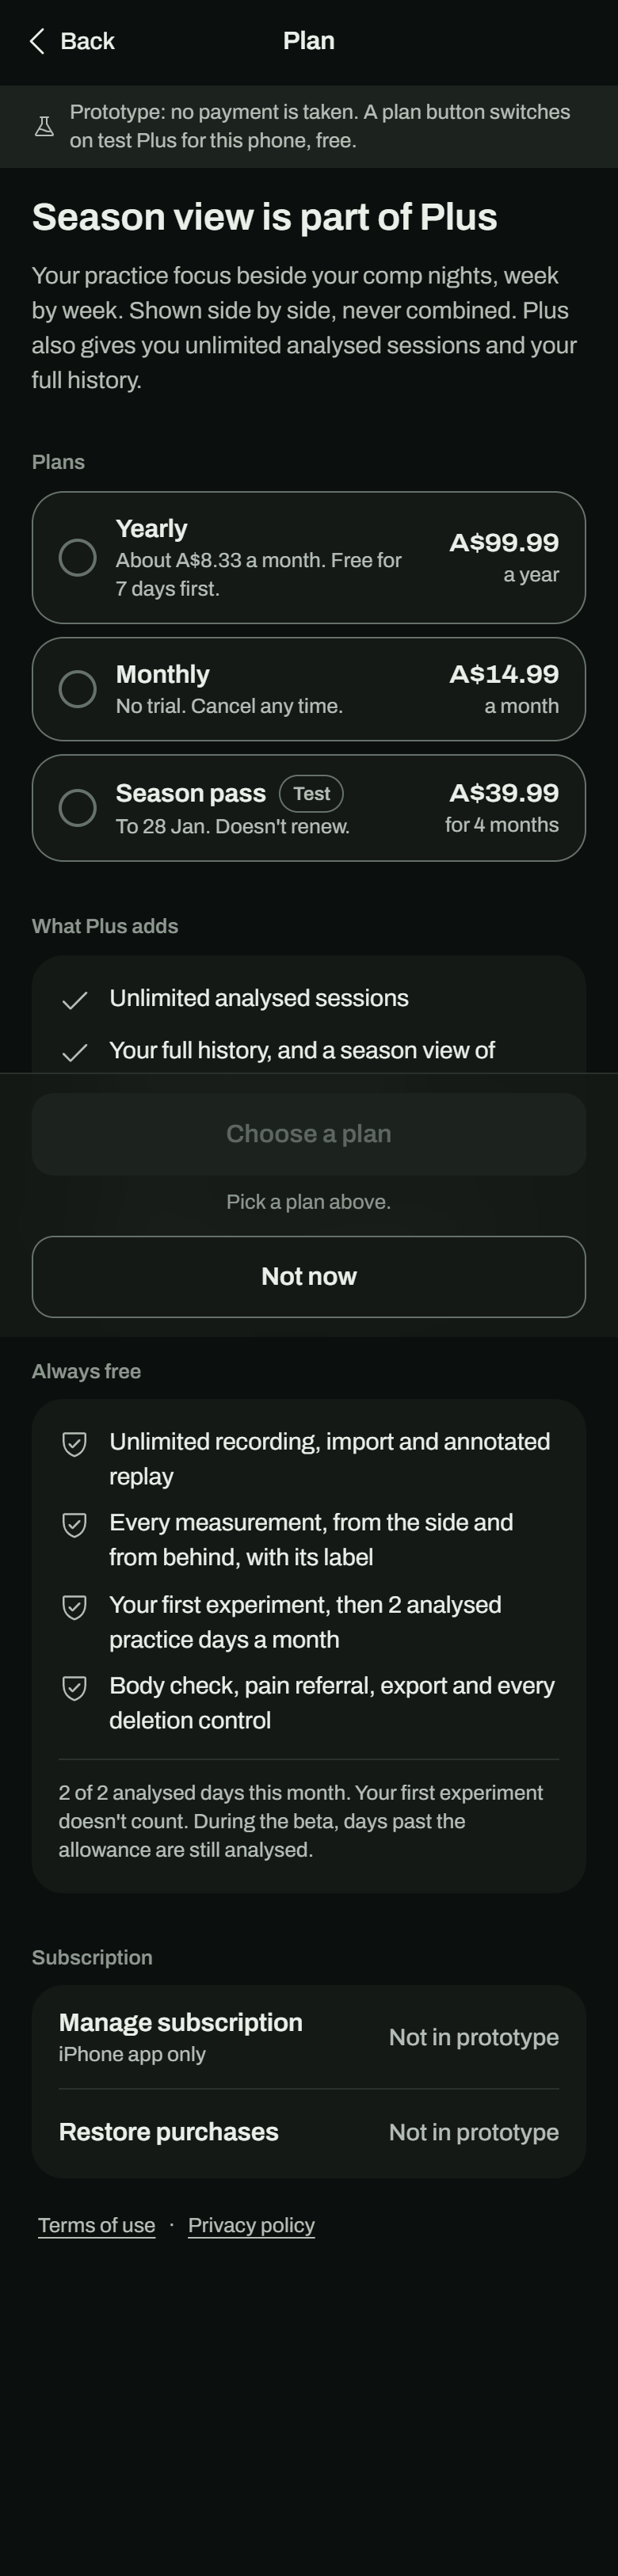 Back
Plan
Prototype: no payment is taken. A plan button switches
on test Plus for this phone, free.
Season view is part of Plus
Your practice focus beside your comp nights, week
by week. Shown side by side, never combined. Plus
also gives you unlimited analysed sessions and your
full history.
Plans
Yearly
About A$8.33 a month. Free for
7 days first.
A$99.99
a year
Monthly
No trial. Cancel any time.
A$14.99
a month
Season pass
Test
To 28 Jan. Doesn't renew.
A$39.99
for 4 months
What Plus adds
Unlimited analysed sessions
Your full history, and a season view of
Choose a plan
Pick a plan above.
Not now
Always free
Unlimited recording, import and annotated
replay
Every measurement, from the side and
from behind, with its label
Your first experiment, then 2 analysed
practice days a month
Body check, pain referral, export and every
deletion control
2 of 2 analysed days this month. Your first experiment
doesn't count. During the beta, days past the
allowance are still analysed.
Subscription
Manage subscription
iPhone app only
Not in prototype
Restore purchases
Not in prototype
Terms of use · Privacy policy